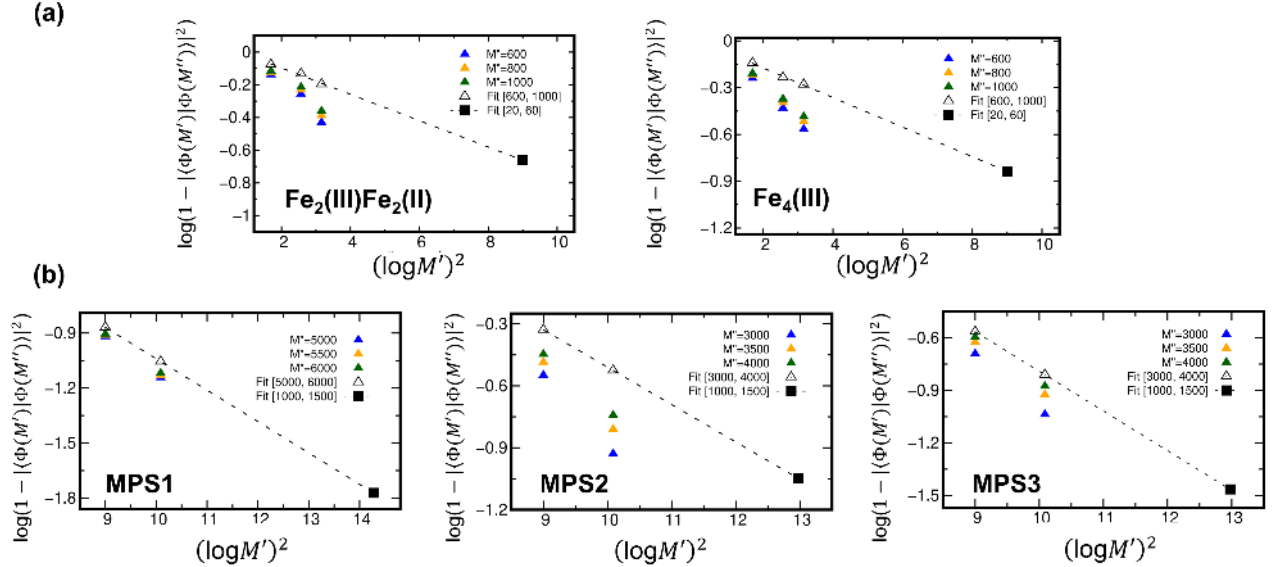 (a)
log(1 − |⟨Φ(M′)|Φ(M′′)⟩|²)
0
−0.2
−0.4
−0.6
−0.8
−1
M"=600
M"=800
M"=1000
Fit [600, 1000]
Fit [20, 60]
Fe₂(III)Fe₂(II)
2 4 6 8 10
(logM′)²
log(1 − |⟨Φ(M′)|Φ(M′′)⟩|²)
0
−0.3
−0.6
−0.9
−1.2
M"=600
M"=800
M"=1000
Fit [600, 1000]
Fit [20, 60]
Fe₄(III)
2 4 6 8 10
(logM′)²
(b)
log(1 − |⟨Φ(M′)|Φ(M′′)⟩|²)
−0.9
−1.2
−1.5
−1.8
M"=5000
M"=5500
M"=6000
Fit [5000, 6000]
Fit [1000, 1500]
MPS1
9 10 11 12 13 14
(logM′)²
log(1 − |⟨Φ(M′)|Φ(M′′)⟩|²)
−0.3
−0.6
−0.9
−1.2
M"=3000
M"=3500
M"=4000
Fit [3000, 4000]
Fit [1000, 1500]
MPS2
9 10 11 12 13
(logM′)²
log(1 − |⟨Φ(M′)|Φ(M′′)⟩|²)
−0.6
−0.9
−1.2
−1.5
M"=3000
M"=3500
M"=4000
Fit [3000, 4000]
Fit [1000, 1500]
MPS3
9 10 11 12 13
(logM′)²